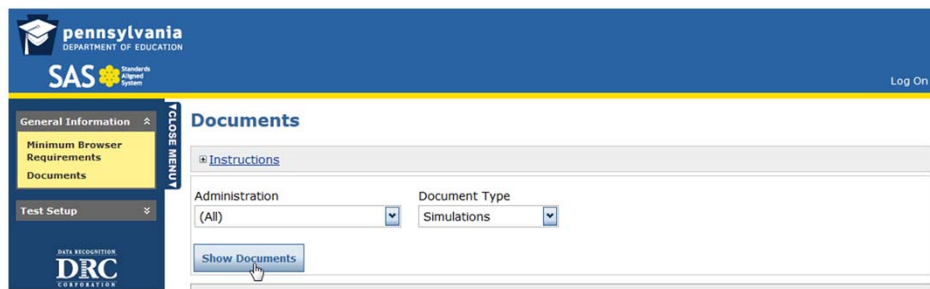 pennsylvania
DEPARTMENT OF EDUCATION
SAS Standards Aligned System
Log On
General Information
Minimum Browser
Requirements
Documents
Test Setup
DATA RECOGNITION
DRC
CORPORATION
CLOSE MENU
Documents
Instructions
Administration
Document Type
(All)
Simulations
Show Documents